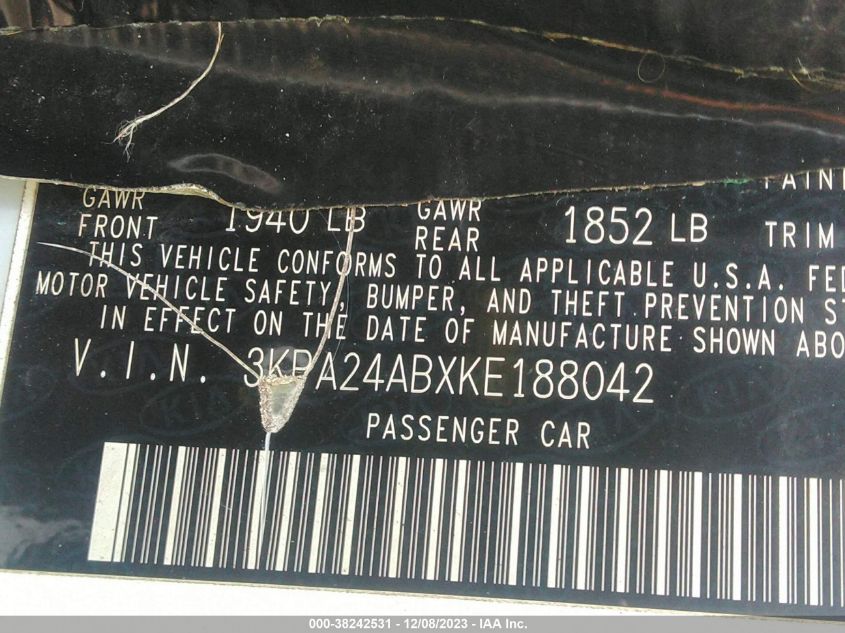 PAIN
GAWR FRONT 1940 LB GAWR REAR 1852 LB TRIM
THIS VEHICLE CONFORMS TO ALL APPLICABLE U.S.A. FED
MOTOR VEHICLE SAFETY, BUMPER, AND THEFT PREVENTION ST
IN EFFECT ON THE DATE OF MANUFACTURE SHOWN ABO
V.I.N. 3KPA24ABXKE188042
PASSENGER CAR
000-38242531 - 12/08/2023 - IAA Inc.